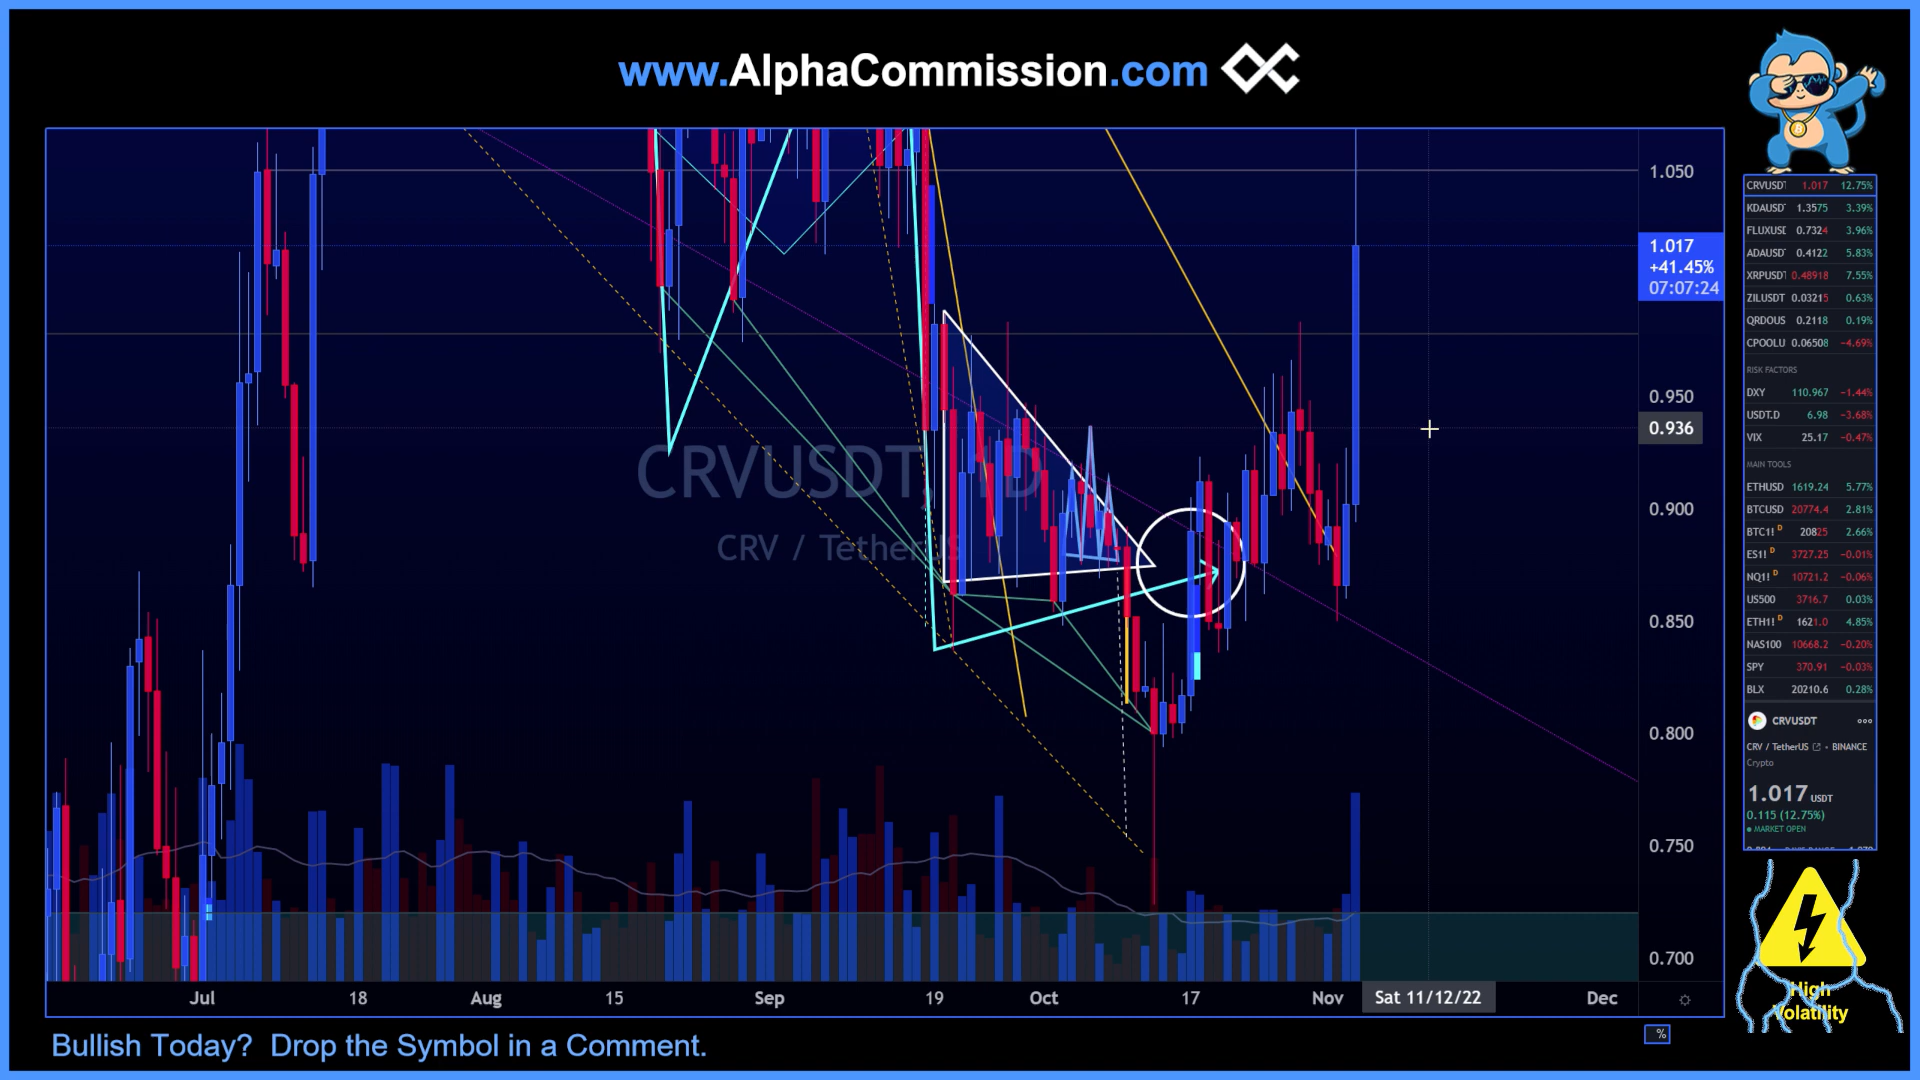 www.AlphaCommission.com
1.050
1.017
+41.45%
07:07:24
0.950
0.936
0.900
0.850
0.800
0.750
0.700
CRVUSDT, 1D
CRV / TetherUS
Jul 18 Aug 15 Sep 19 Oct 17 Nov Sat 11/12/22 Dec
%
Bullish Today? Drop the Symbol in a Comment.
CRVUSDT 1.017 12.75%
KDAUSD 1.3575 3.39%
FLUXUSD 0.7324 3.96%
ADAUSD 0.4122 5.83%
XRPUSDT 0.48918 7.55%
ZILUSDT 0.03215 0.63%
QRDOUS 0.2118 0.19%
CPOOLU 0.06508 −4.69%
RISK FACTORS
DXY 110.967 −1.44%
USDT.D 6.98 −3.68%
VIX 25.17 −0.47%
MAIN TOOLS
ETHUSD 1619.24 5.77%
BTCUSD 20774.4 2.81%
BTC1! D 20825 2.66%
ES1! D 3727.25 −0.01%
NQ1! D 10721.2 −0.06%
US500 3716.7 0.03%
ETH1! D 1621.0 4.85%
NAS100 10668.2 −0.20%
SPY 370.91 −0.03%
BLX 20210.6 0.28%
CRVUSDT
CRV / TetherUS • BINANCE
Crypto
1.017 USDT
0.115 (12.75%)
MARKET OPEN
High
Volatility